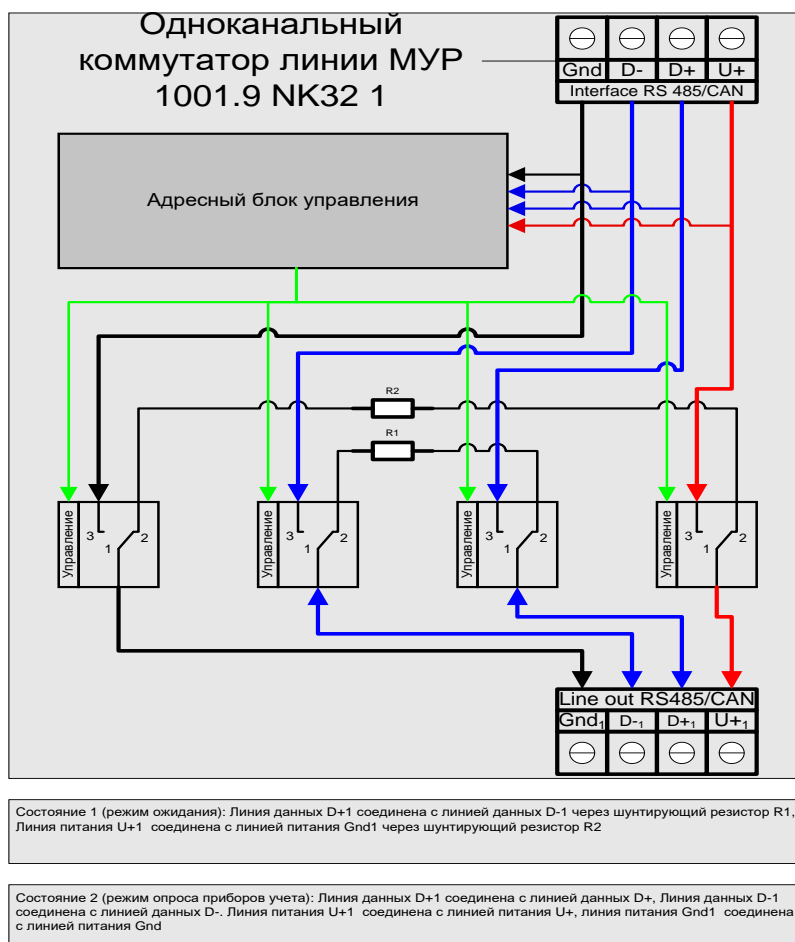 Одноканальный
коммутатор линии МУР
1001.9 NK32 1
Gnd D- D+ U+
Interface RS 485/CAN
Адресный блок управления
R2
R1
Управление 3 1 2
Управление 3 1 2
Управление 3 1 2
Управление 3 1 2
Line out RS485/CAN
Gnd₁ D-₁ D+₁ U+₁
Состояние 1 (режим ожидания): Линия данных D+1 соединена с линией данных D-1 через шунтирующий резистор R1,
Линия питания U+1 соединена с линией питания Gnd1 через шунтирующий резистор R2
Состояние 2 (режим опроса приборов учета): Линия данных D+1 соединена с линией данных D+, Линия данных D-1
соединена с линией данных D-. Линия питания U+1 соединена с линией питания U+, линия питания Gnd1 соединена
с линией питания Gnd